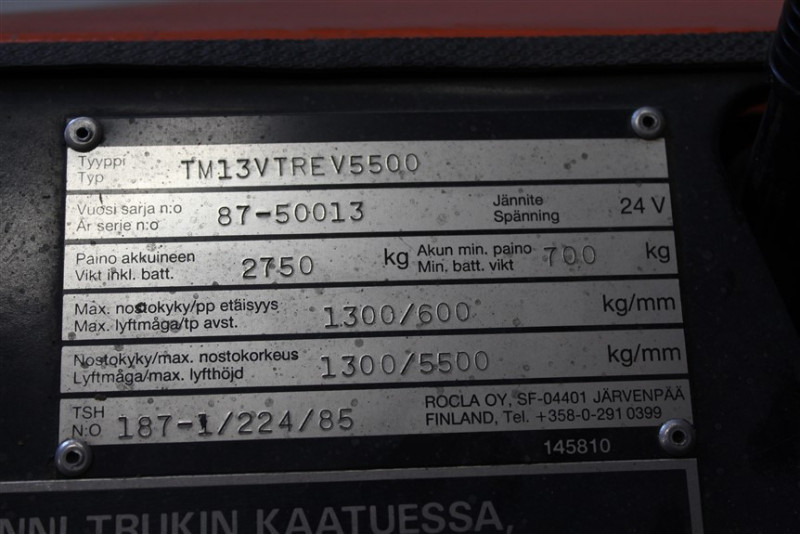 Tyyppi
Typ TM13VTREV5500
Vuosi sarja n:o 87-50013 Jännite 24 V
År serie n:o Spänning
Paino akkuineen 2750 kg Akun min. paino 700 kg
Vikt inkl. batt. Min. batt. vikt
Max. nostokyky/pp etäisyys kg/mm
Max. lyftmåga/tp avst. 1300/600
Nostokyky/max. nostokorkeus 1300/5500 kg/mm
Lyftmåga/max. lyfthöjd
TSH ROCLA OY, SF-04401 JÄRVENPÄÄ
N:O 187-1/224/85 FINLAND, Tel. +358-0-291 0399
145810
TRUKIN KAATUESSA,